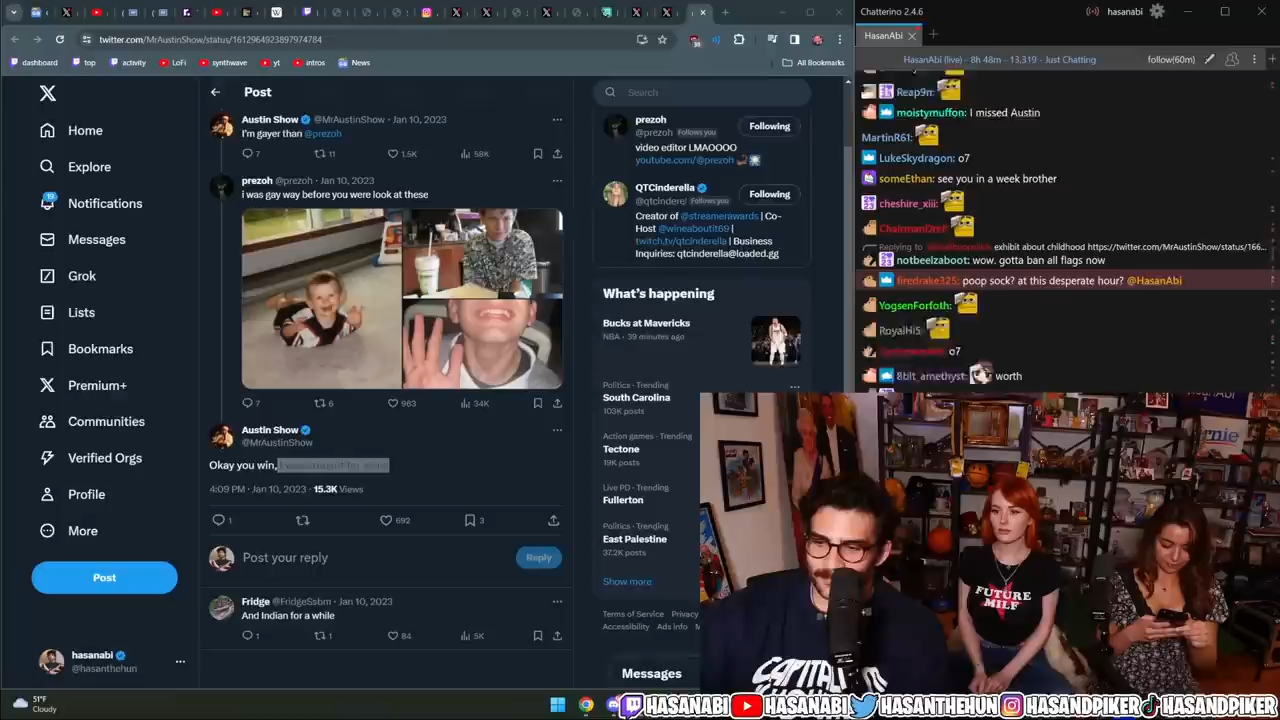 twitter.com/MrAustinShow/status/1612964923897974784
dashboard
top
activity
LoFi
synthwave
yt
intros
News
All Bookmarks
Home
Explore
Notifications
Messages
Grok
Lists
Bookmarks
Premium+
Communities
Verified Orgs
Profile
More
Post
hasanabi
@hasanthehun
Post
Austin Show @MrAustinShow · Jan 10, 2023
I'm gayer than @prezoh
7 11 1.5K 58K
prezoh @prezoh · Jan 10, 2023
i was gay way before you were look at these
7 6 963 34K
Austin Show
@MrAustinShow
Okay you win,
4:09 PM · Jan 10, 2023 · 15.3K Views
1 692 3
Post your reply
Reply
Fridge @FridgeSsbm · Jan 10, 2023
And Indian for a while
1 1 84 5K
Search
prezoh
@prezoh Follows you
Following
video editor LMAOOOO
youtube.com/@prezoh
QTCinderella
@qtcinderel Follows you
Following
Creator of @streamerawards | Co-
Host @wineaboutit69 |
twitch.tv/qtcinderella | Business
Inquiries: qtcinderella@loaded.gg
What's happening
Bucks at Mavericks
NBA · 39 minutes ago
Politics · Trending
South Carolina
103K posts
Action games · Trending
Tectone
19K posts
Live PD · Trending
Fullerton
Politics · Trending
East Palestine
37.2K posts
Show more
Terms of Service Privacy
Accessibility Ads info
Messages
Chatterino 2.4.6
hasanabi
HasanAbi
HasanAbi (live) - 8h 48m - 13,319 - Just Chatting
follow(60m)
Reap9n:
moistymuffon: I missed Austin
MartinR61:
LukeSkydragon: o7
someEthan: see you in a week brother
cheshire_xiii:
ChairmanDref:
Replying to exhibit about childhood https://twitter.com/MrAustinShow/status/166...
notbeelzaboot: wow. gotta ban all flags now
firedrake325: poop sock? at this desperate hour? @HasanAbi
YogsenForfoth:
RoyalHiS:
o7
8bIt_amethyst: worth
ernie
FUTURE
MILF
51°F
Cloudy
HASANABI
HASANABI
HASANTHEHUN
HASANDPIKER
HASANDPIKER